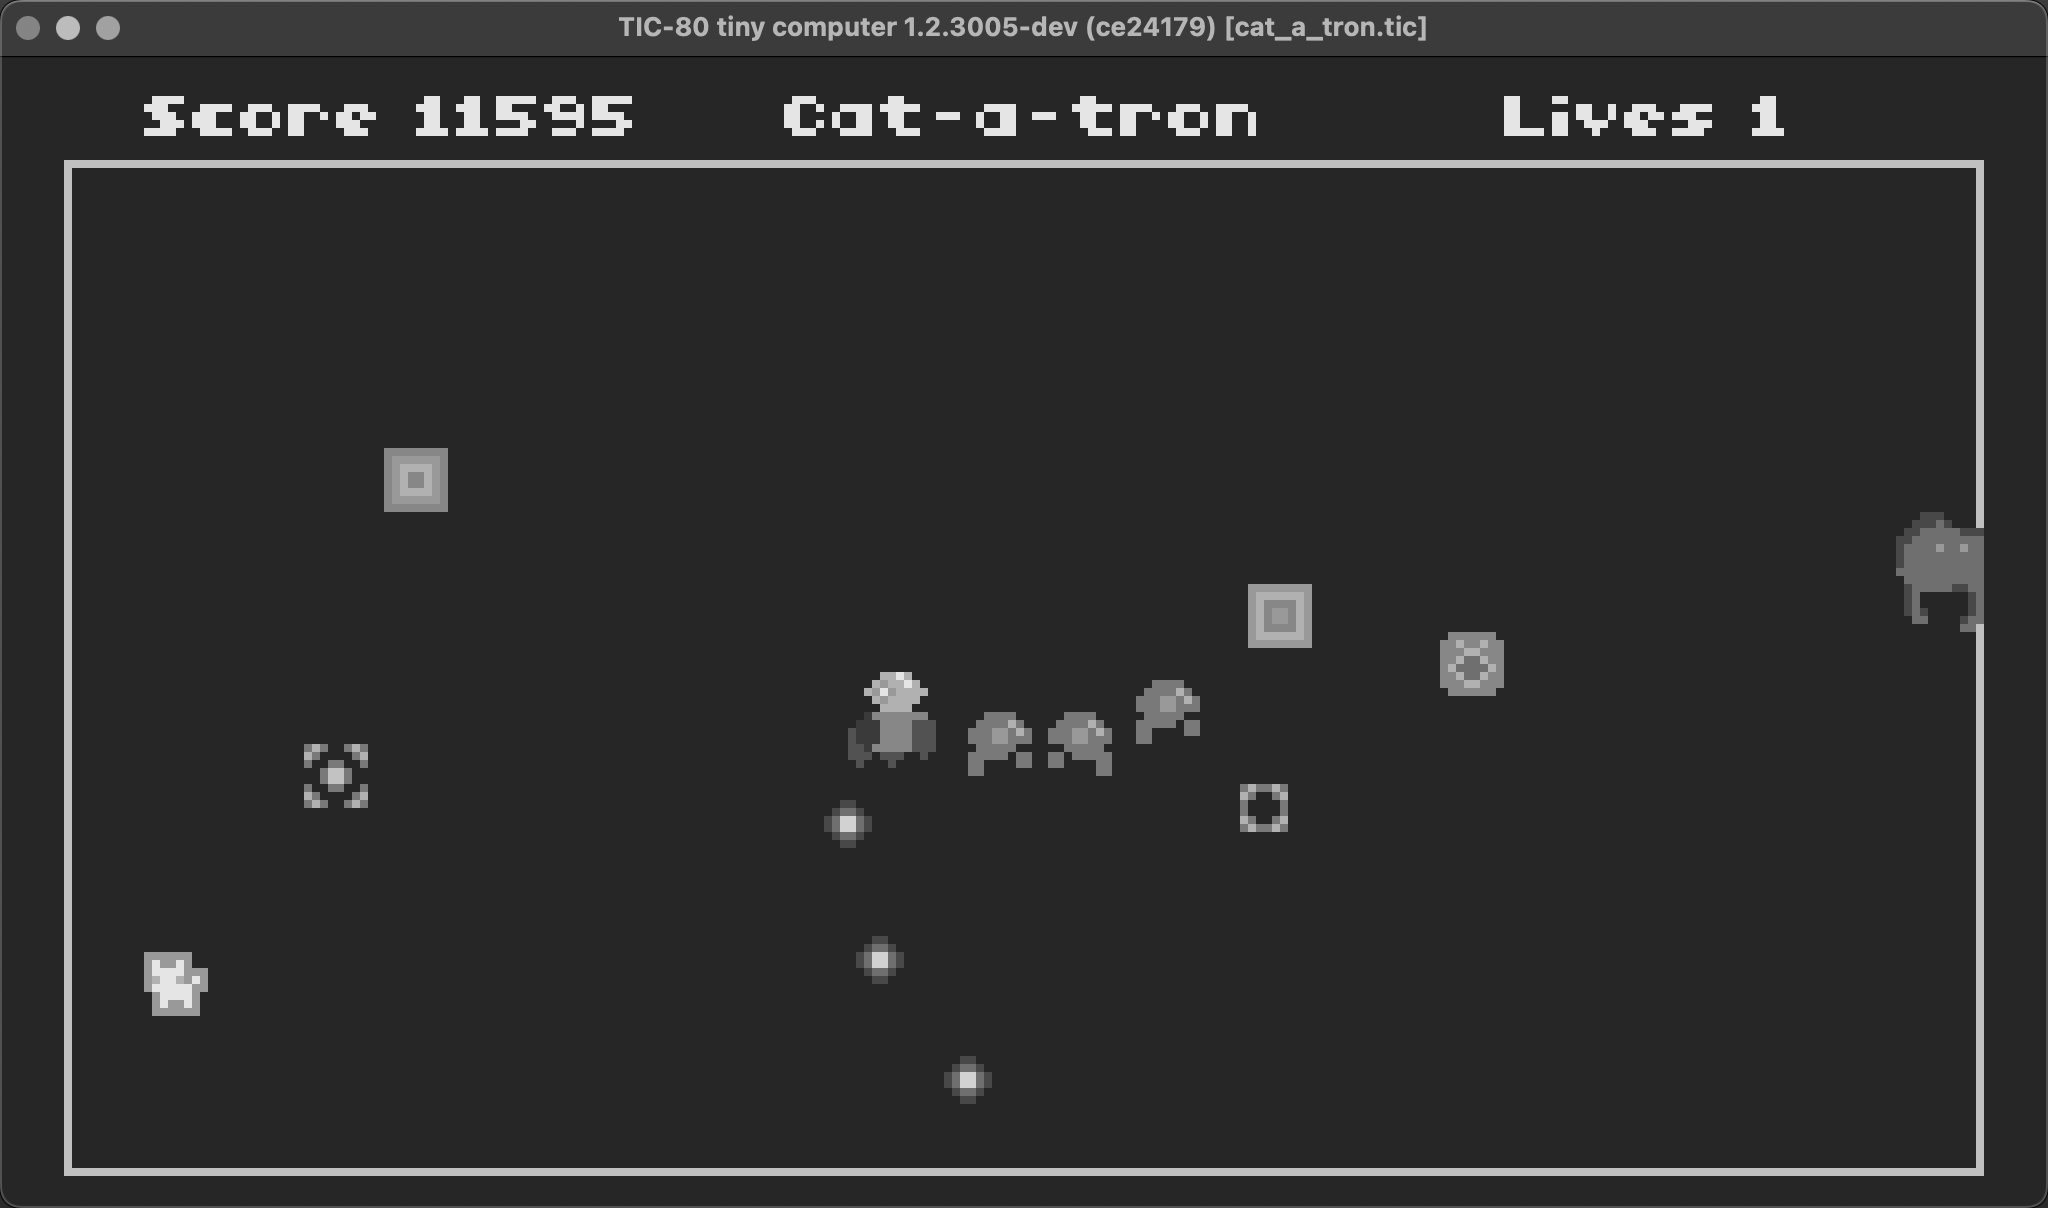 TIC-80 tiny computer 1.2.3005-dev (ce24179) [cat_a_tron.tic]
Score 11595 Cat-a-tron Lives 1